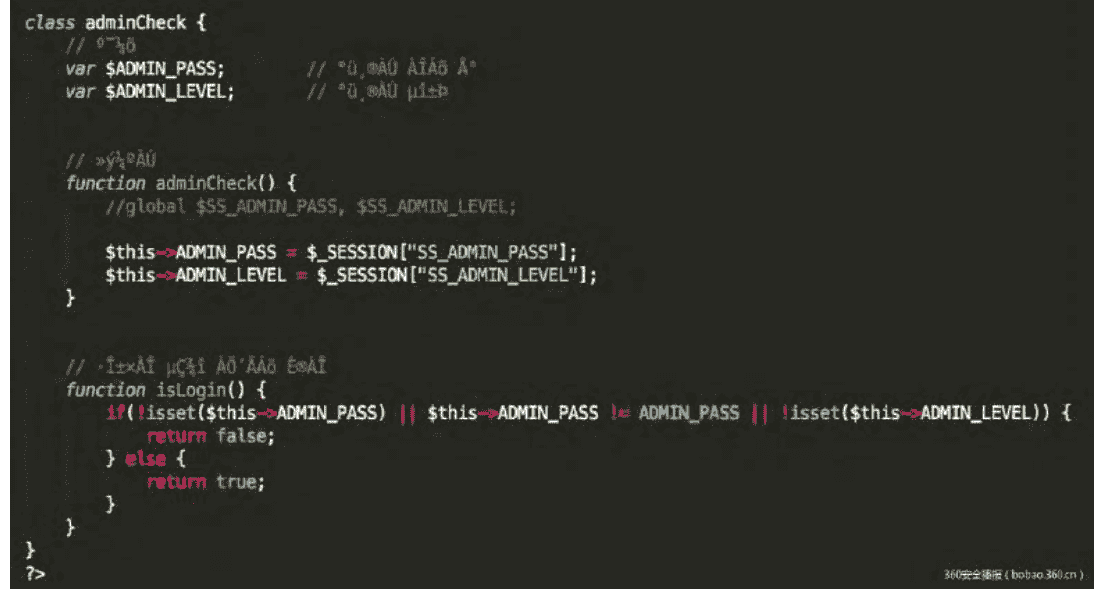 class adminCheck {
//
var $ADMIN_PASS; //
var $ADMIN_LEVEL; //
//
function adminCheck() {
//global $SS_ADMIN_PASS, $SS_ADMIN_LEVEL;
$this->ADMIN_PASS = $_SESSION["SS_ADMIN_PASS"];
$this->ADMIN_LEVEL = $_SESSION["SS_ADMIN_LEVEL"];
}
//
function isLogin() {
if(!isset($this->ADMIN_PASS) || $this->ADMIN_PASS != ADMIN_PASS || !isset($this->ADMIN_LEVEL)) {
return false;
} else {
return true;
}
}
}
?>
360安全播报 ( bobao.360.cn )